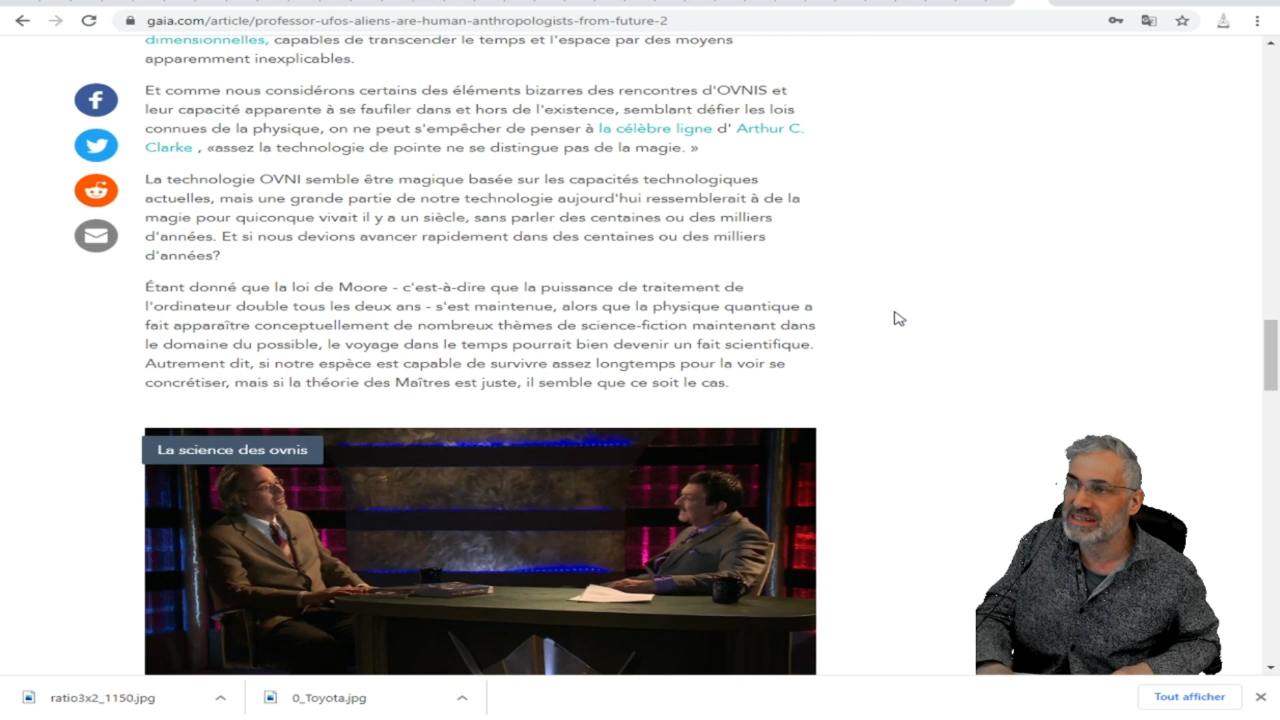 gaia.com/article/professor-ufos-aliens-are-human-anthropologists-from-future-2
dimensionnelles, capables de transcender le temps et l'espace par des moyens
apparemment inexplicables.
Et comme nous considérons certains des éléments bizarres des rencontres d'OVNIS et
leur capacité apparente à se faufiler dans et hors de l'existence, semblant défier les lois
connues de la physique, on ne peut s'empêcher de penser à la célèbre ligne d' Arthur C.
Clarke , «assez la technologie de pointe ne se distingue pas de la magie. »
La technologie OVNI semble être magique basée sur les capacités technologiques
actuelles, mais une grande partie de notre technologie aujourd'hui ressemblerait à de la
magie pour quiconque vivait il y a un siècle, sans parler des centaines ou des milliers
d'années. Et si nous devions avancer rapidement dans des centaines ou des milliers
d'années?
Étant donné que la loi de Moore - c'est-à-dire que la puissance de traitement de
l'ordinateur double tous les deux ans - s'est maintenue, alors que la physique quantique a
fait apparaître conceptuellement de nombreux thèmes de science-fiction maintenant dans
le domaine du possible, le voyage dans le temps pourrait bien devenir un fait scientifique.
Autrement dit, si notre espèce est capable de survivre assez longtemps pour la voir se
concrétiser, mais si la théorie des Maîtres est juste, il semble que ce soit le cas.
La science des ovnis
ratio3x2_1150.jpg
0_Toyota.jpg
Tout afficher